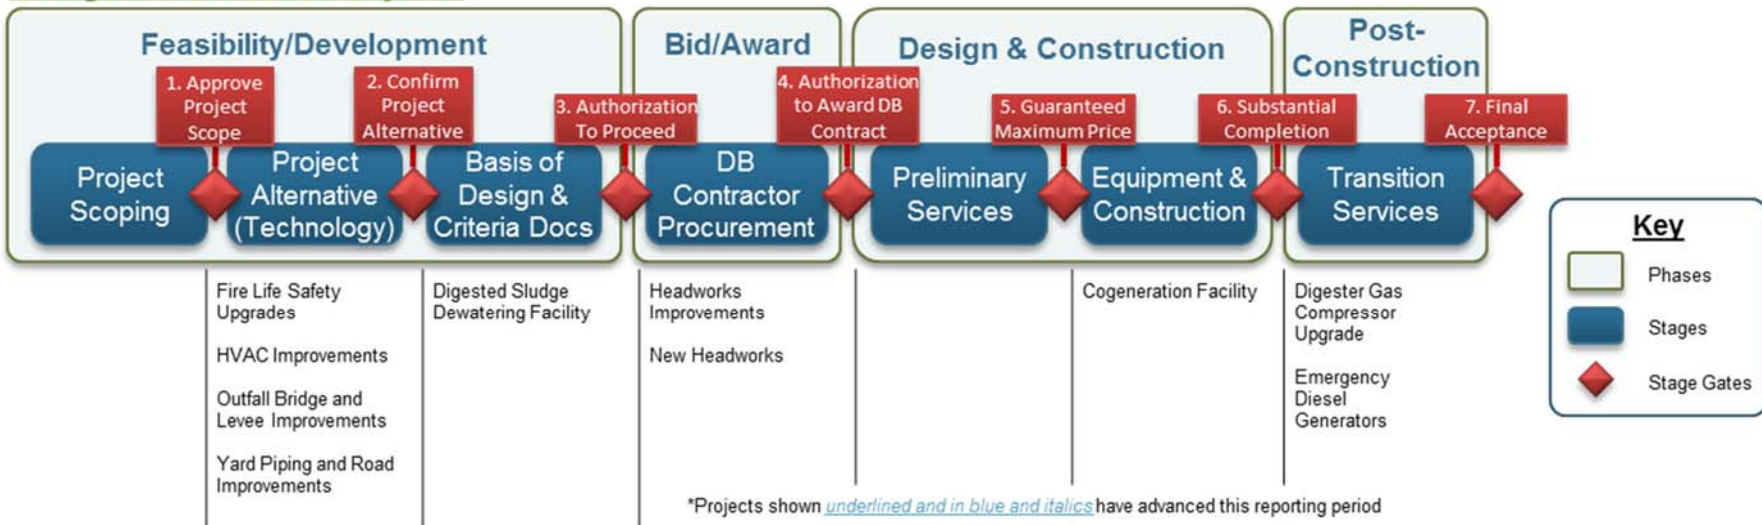 Feasibility/Development
Bid/Award
Design & Construction
Post-
Construction
1. Approve
Project
Scope
2. Confirm
Project
Alternative
3. Authorization
To Proceed
4. Authorization
to Award DB
Contract
5. Guaranteed
Maximum Price
6. Substantial
Completion
7. Final
Acceptance
Project
Scoping
Project
Alternative
(Technology)
Basis of
Design &
Criteria Docs
DB
Contractor
Procurement
Preliminary
Services
Equipment &
Construction
Transition
Services
Fire Life Safety
Upgrades
HVAC Improvements
Outfall Bridge and
Levee Improvements
Yard Piping and Road
Improvements
Digested Sludge
Dewatering Facility
Headworks
Improvements
New Headworks
Cogeneration Facility
Digester Gas
Compressor
Upgrade
Emergency
Diesel
Generators
Key
Phases
Stages
Stage Gates
*Projects shown underlined and in blue and italics have advanced this reporting period